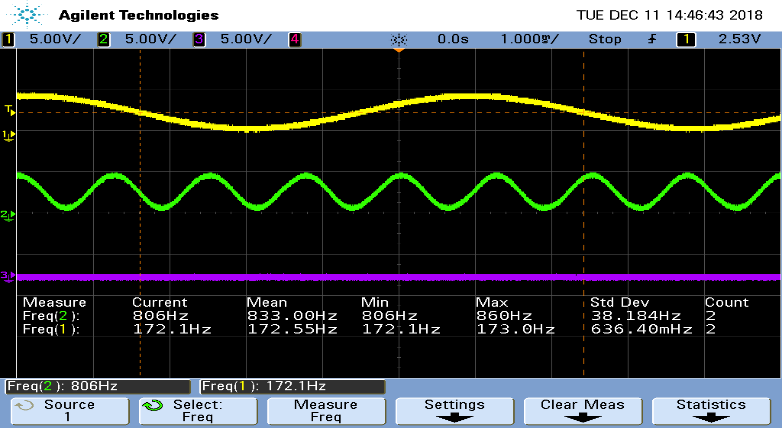 Agilent Technologies TUE DEC 11 14:46:43 2018
1 5.00V/ 2 5.00V/ 3 5.00V/ 4 0.0s 1.000ms/ Stop 1 2.53V
T
1
2
3
Measure Current Mean Min Max Std Dev Count
Freq(2): 806Hz 833.00Hz 806Hz 860Hz 38.184Hz 2
Freq(1): 172.1Hz 172.55Hz 172.1Hz 173.0Hz 636.40mHz 2
Freq(2): 806Hz Freq(1): 172.1Hz
Source Select: Measure Settings Clear Meas Statistics
1 Freq Freq